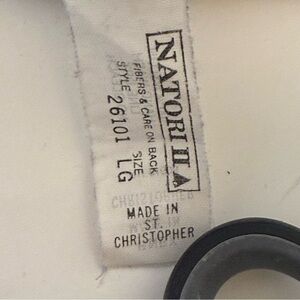 NATORI II
FIBERS & CARE ON BACK
STYLE SIZE
26101 LG
MADE IN
ST.
CHRISTOPHER